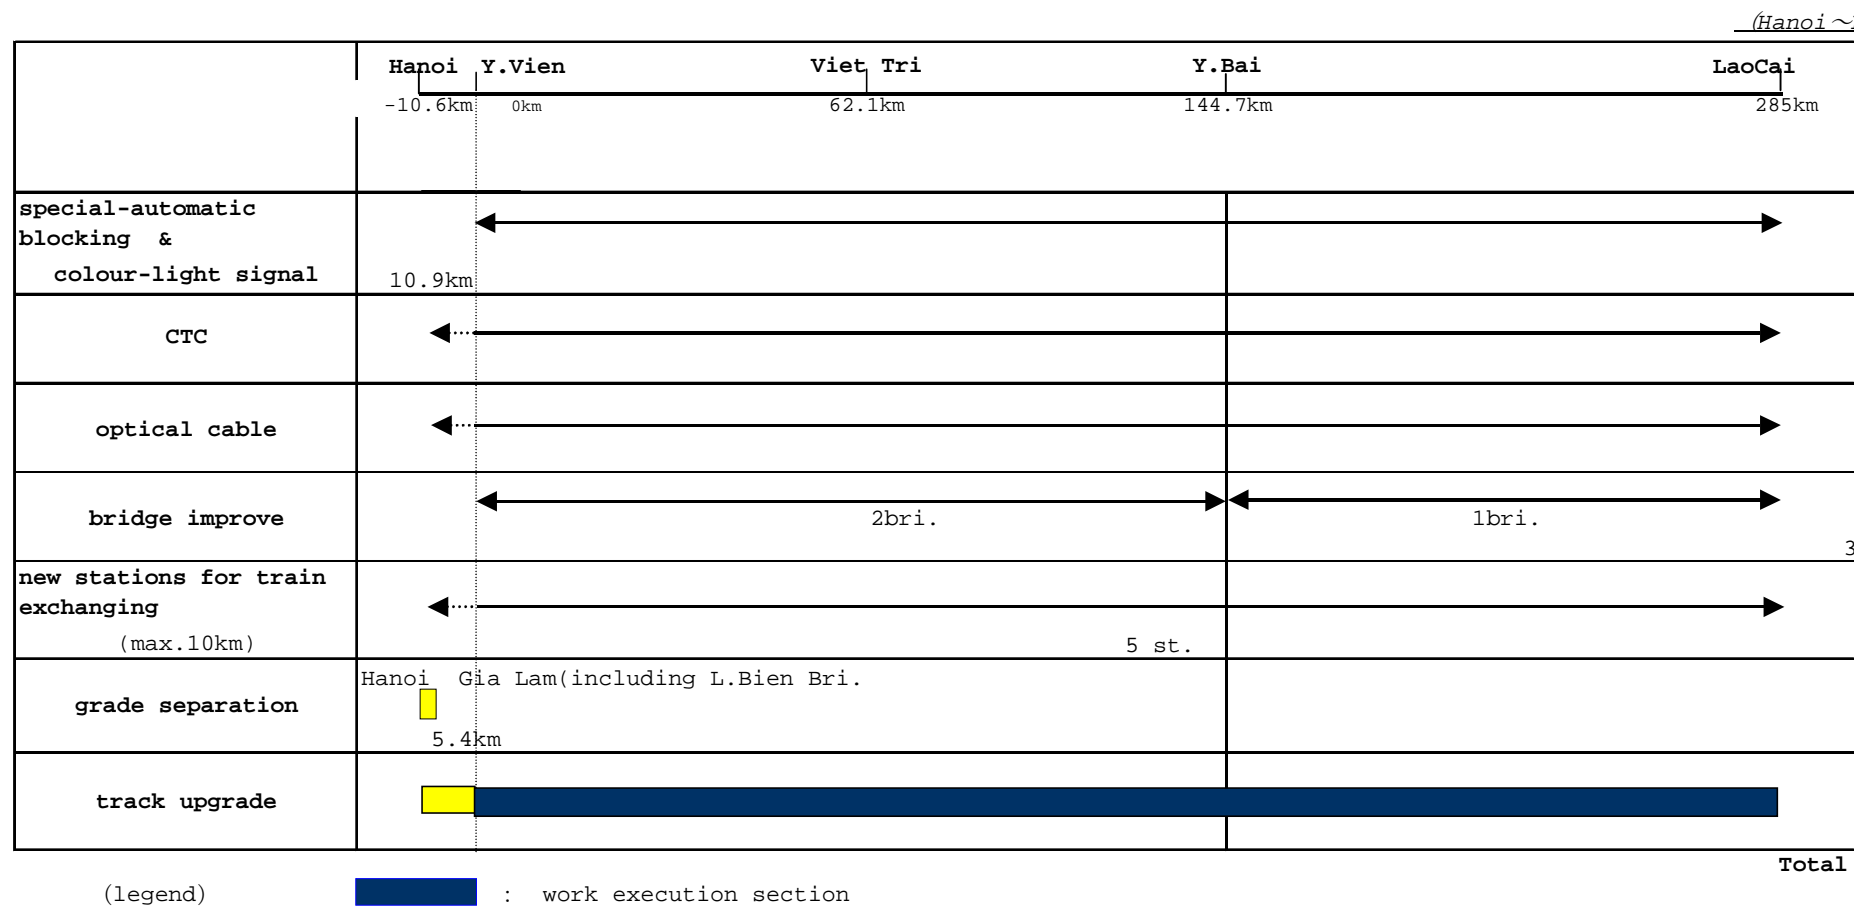 (Hanoi～
Hanoi Y.Vien Viet Tri Y.Bai LaoCai
-10.6km 0km 62.1km 144.7km 285km
special-automatic
blocking &
colour-light signal
10.9km
CTC
optical cable
bridge improve
2bri. 1bri.
3
new stations for train
exchanging
(max.10km)
5 st.
Hanoi Gia Lam(including L.Bien Bri.
grade separation
5.4km
track upgrade
Total
(legend) : work execution section